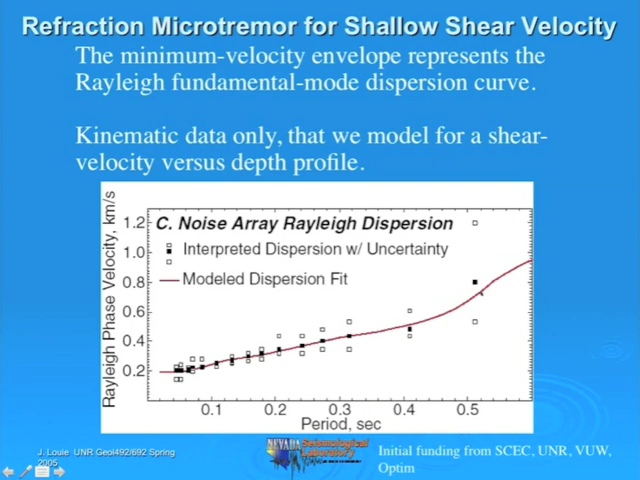 Refraction Microtremor for Shallow Shear Velocity
The minimum-velocity envelope represents the
Rayleigh fundamental-mode dispersion curve.
Kinematic data only, that we model for a shear-
velocity versus depth profile.
Rayleigh Phase Velocity, km/s
1.2
1.0
0.8
0.6
0.4
0.2
C. Noise Array Rayleigh Dispersion
Interpreted Dispersion w/ Uncertainty
Modeled Dispersion Fit
0.1 0.2 0.3 0.4 0.5
Period, sec
J. Louie UNR Geol492/692 Spring
2005
NEVADA Seismological
Laboratory
Initial funding from SCEC, UNR, VUW,
Optim